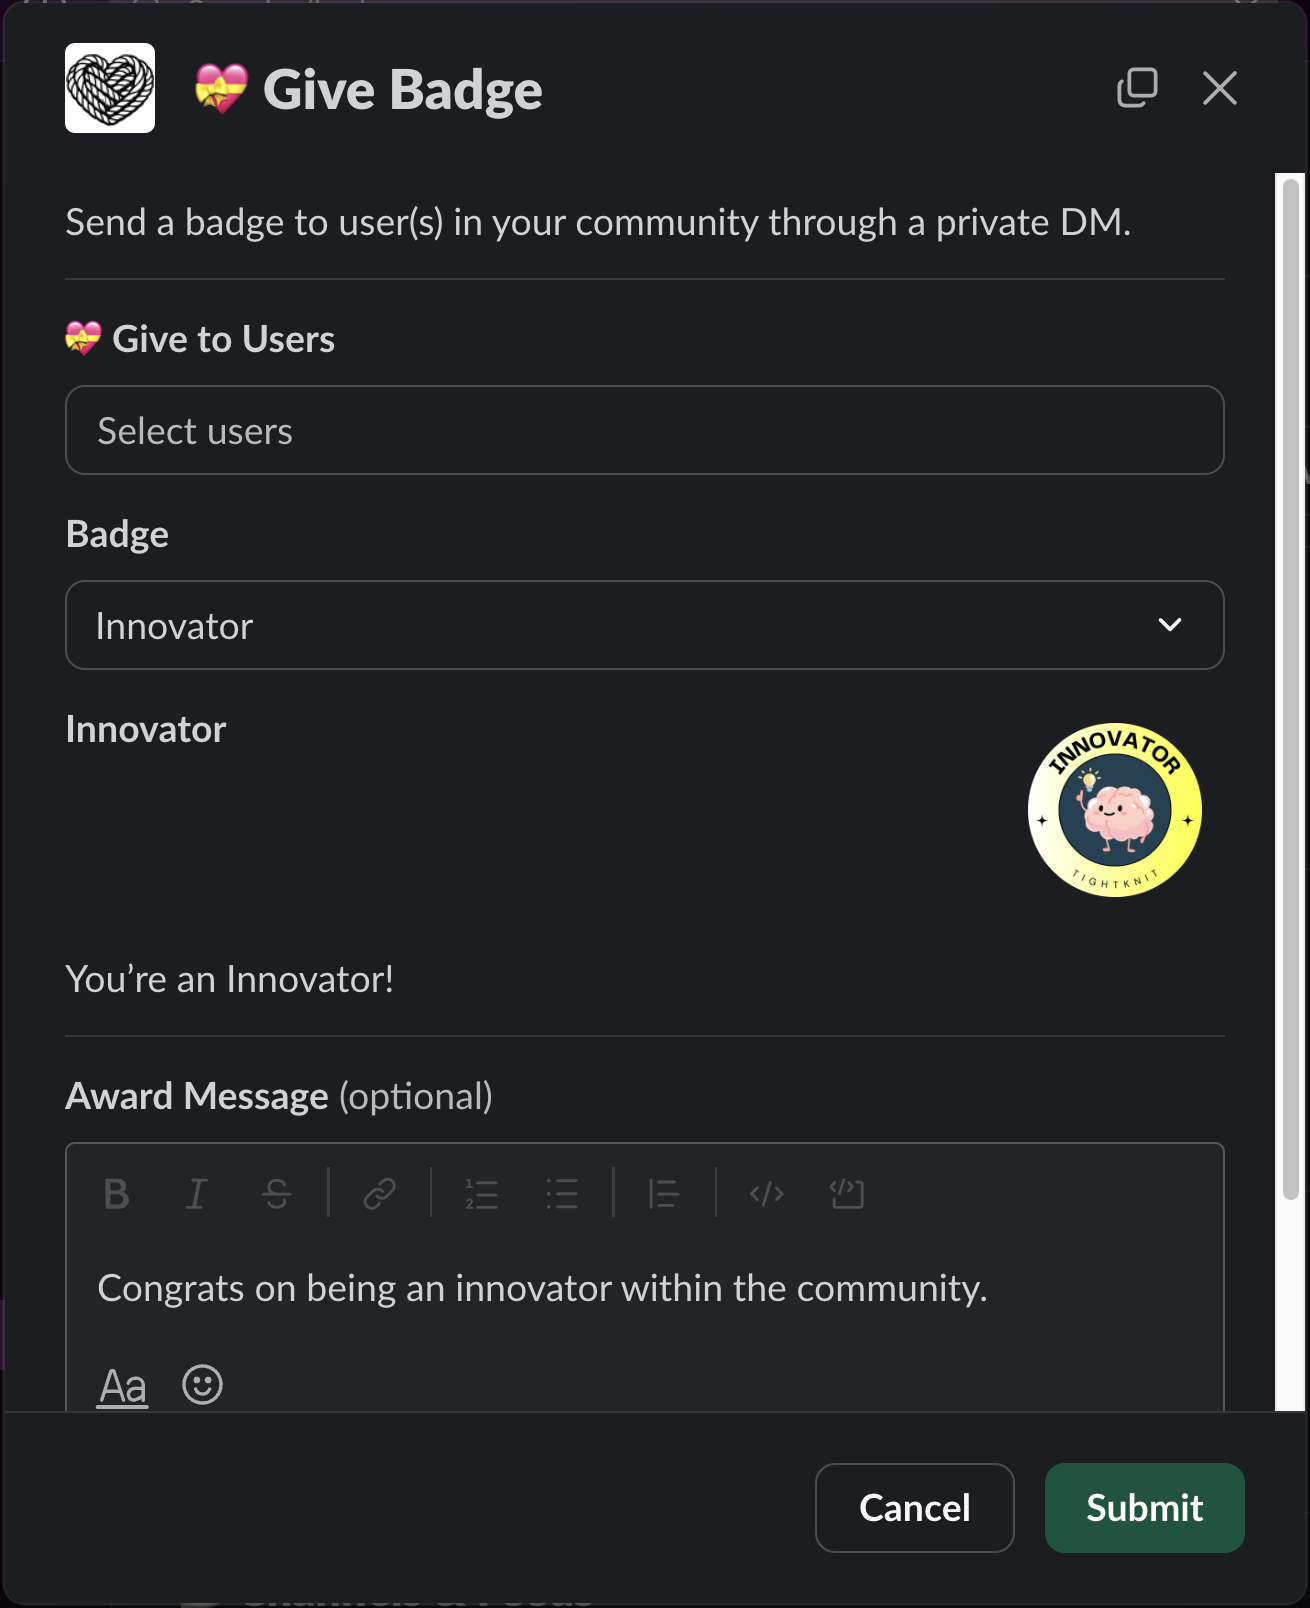 💝 Give Badge
Send a badge to user(s) in your community through a private DM.
💝 Give to Users
Select users
Badge
Innovator
Innovator
INNOVATOR
TIGHTKNIT
You’re an Innovator!
Award Message (optional)
Congrats on being an innovator within the community.
Aa
Cancel
Submit